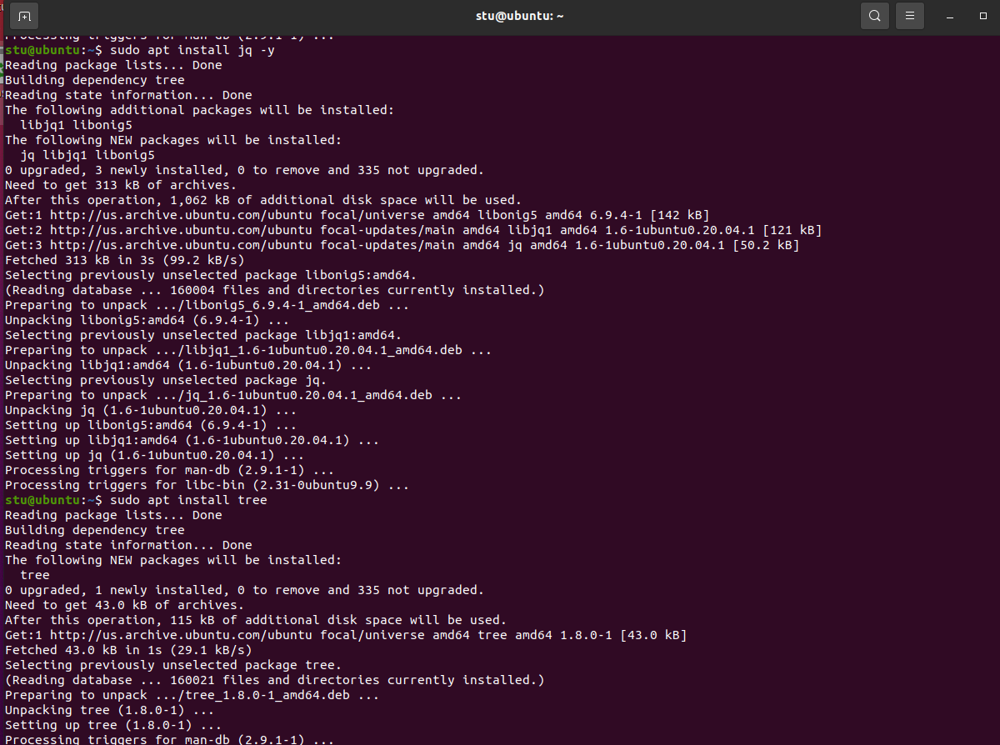 stu@ubuntu: ~
Processing triggers for man-db (2.9.1-1) ...
stu@ubuntu:~$ sudo apt install jq -y
Reading package lists... Done
Building dependency tree
Reading state information... Done
The following additional packages will be installed:
  libjq1 libonig5
The following NEW packages will be installed:
  jq libjq1 libonig5
0 upgraded, 3 newly installed, 0 to remove and 335 not upgraded.
Need to get 313 kB of archives.
After this operation, 1,062 kB of additional disk space will be used.
Get:1 http://us.archive.ubuntu.com/ubuntu focal/universe amd64 libonig5 amd64 6.9.4-1 [142 kB]
Get:2 http://us.archive.ubuntu.com/ubuntu focal-updates/main amd64 libjq1 amd64 1.6-1ubuntu0.20.04.1 [121 kB]
Get:3 http://us.archive.ubuntu.com/ubuntu focal-updates/main amd64 jq amd64 1.6-1ubuntu0.20.04.1 [50.2 kB]
Fetched 313 kB in 3s (99.2 kB/s)
Selecting previously unselected package libonig5:amd64.
(Reading database ... 160004 files and directories currently installed.)
Preparing to unpack .../libonig5_6.9.4-1_amd64.deb ...
Unpacking libonig5:amd64 (6.9.4-1) ...
Selecting previously unselected package libjq1:amd64.
Preparing to unpack .../libjq1_1.6-1ubuntu0.20.04.1_amd64.deb ...
Unpacking libjq1:amd64 (1.6-1ubuntu0.20.04.1) ...
Selecting previously unselected package jq.
Preparing to unpack .../jq_1.6-1ubuntu0.20.04.1_amd64.deb ...
Unpacking jq (1.6-1ubuntu0.20.04.1) ...
Setting up libonig5:amd64 (6.9.4-1) ...
Setting up libjq1:amd64 (1.6-1ubuntu0.20.04.1) ...
Setting up jq (1.6-1ubuntu0.20.04.1) ...
Processing triggers for man-db (2.9.1-1) ...
Processing triggers for libc-bin (2.31-0ubuntu9.9) ...
stu@ubuntu:~$ sudo apt install tree
Reading package lists... Done
Building dependency tree
Reading state information... Done
The following NEW packages will be installed:
  tree
0 upgraded, 1 newly installed, 0 to remove and 335 not upgraded.
Need to get 43.0 kB of archives.
After this operation, 115 kB of additional disk space will be used.
Get:1 http://us.archive.ubuntu.com/ubuntu focal/universe amd64 tree amd64 1.8.0-1 [43.0 kB]
Fetched 43.0 kB in 1s (29.1 kB/s)
Selecting previously unselected package tree.
(Reading database ... 160021 files and directories currently installed.)
Preparing to unpack .../tree_1.8.0-1_amd64.deb ...
Unpacking tree (1.8.0-1) ...
Setting up tree (1.8.0-1) ...
Processing triggers for man-db (2.9.1-1) ...